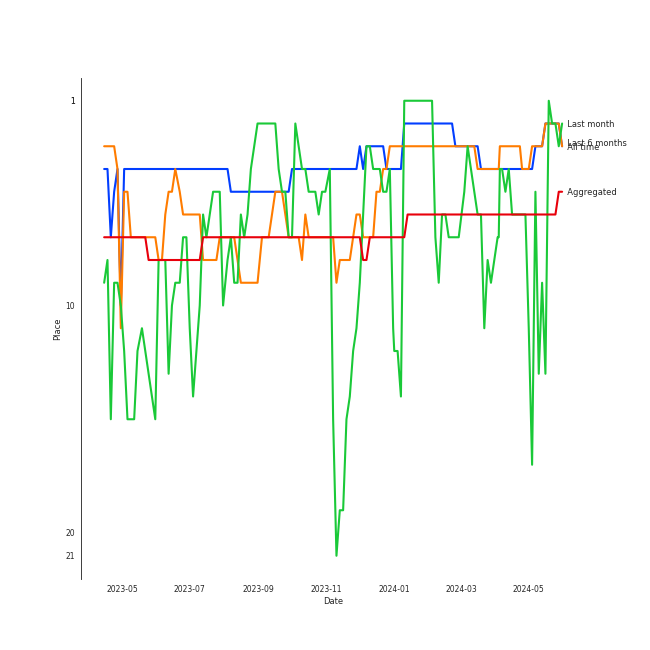 1
Last month
Last 6 months
All time
Aggregated
10
Place
20
21
2023-05 2023-07 2023-09 2023-11 2024-01 2024-03 2024-05
Date